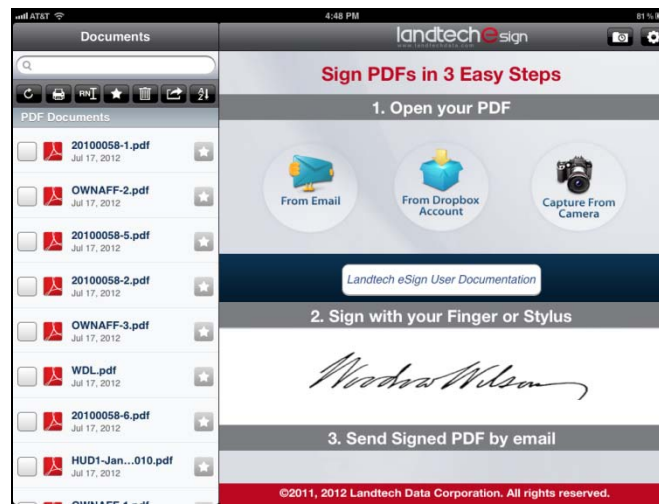 AT&T
4:48 PM
81%
Documents
landtech esign
www.landtechdata.com
RNI
AZ
PDF Documents
20100058-1.pdf
Jul 17, 2012
OWNAFF-2.pdf
Jul 17, 2012
20100058-5.pdf
Jul 17, 2012
20100058-2.pdf
Jul 17, 2012
OWNAFF-3.pdf
Jul 17, 2012
WDL.pdf
Jul 17, 2012
20100058-6.pdf
Jul 17, 2012
HUD1-Jan...010.pdf
Jul 17, 2012
Sign PDFs in 3 Easy Steps
1. Open your PDF
From Email
From Dropbox
Account
Capture From
Camera
Landtech eSign User Documentation
2. Sign with your Finger or Stylus
Woodrow Wilson
3. Send Signed PDF by email
©2011, 2012 Landtech Data Corporation. All rights reserved.